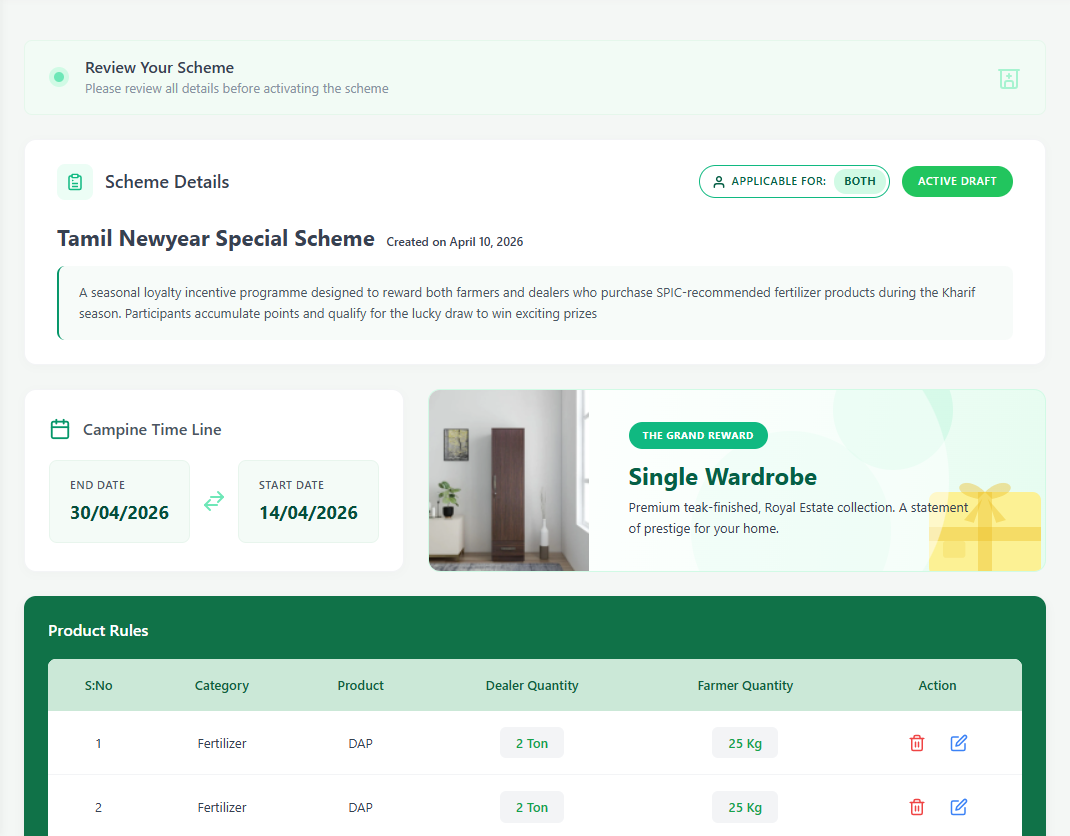 Review Your Scheme
Please review all details before activating the scheme
Scheme Details
APPLICABLE FOR: BOTH
ACTIVE DRAFT
Tamil Newyear Special Scheme Created on April 10, 2026
A seasonal loyalty incentive programme designed to reward both farmers and dealers who purchase SPIC-recommended fertilizer products during the Kharif
season. Participants accumulate points and qualify for the lucky draw to win exciting prizes
Campine Time Line
END DATE
30/04/2026
START DATE
14/04/2026
THE GRAND REWARD
Single Wardrobe
Premium teak-finished, Royal Estate collection. A statement
of prestige for your home.
Product Rules
S:No Category Product Dealer Quantity Farmer Quantity Action
1 Fertilizer DAP 2 Ton 25 Kg
2 Fertilizer DAP 2 Ton 25 Kg